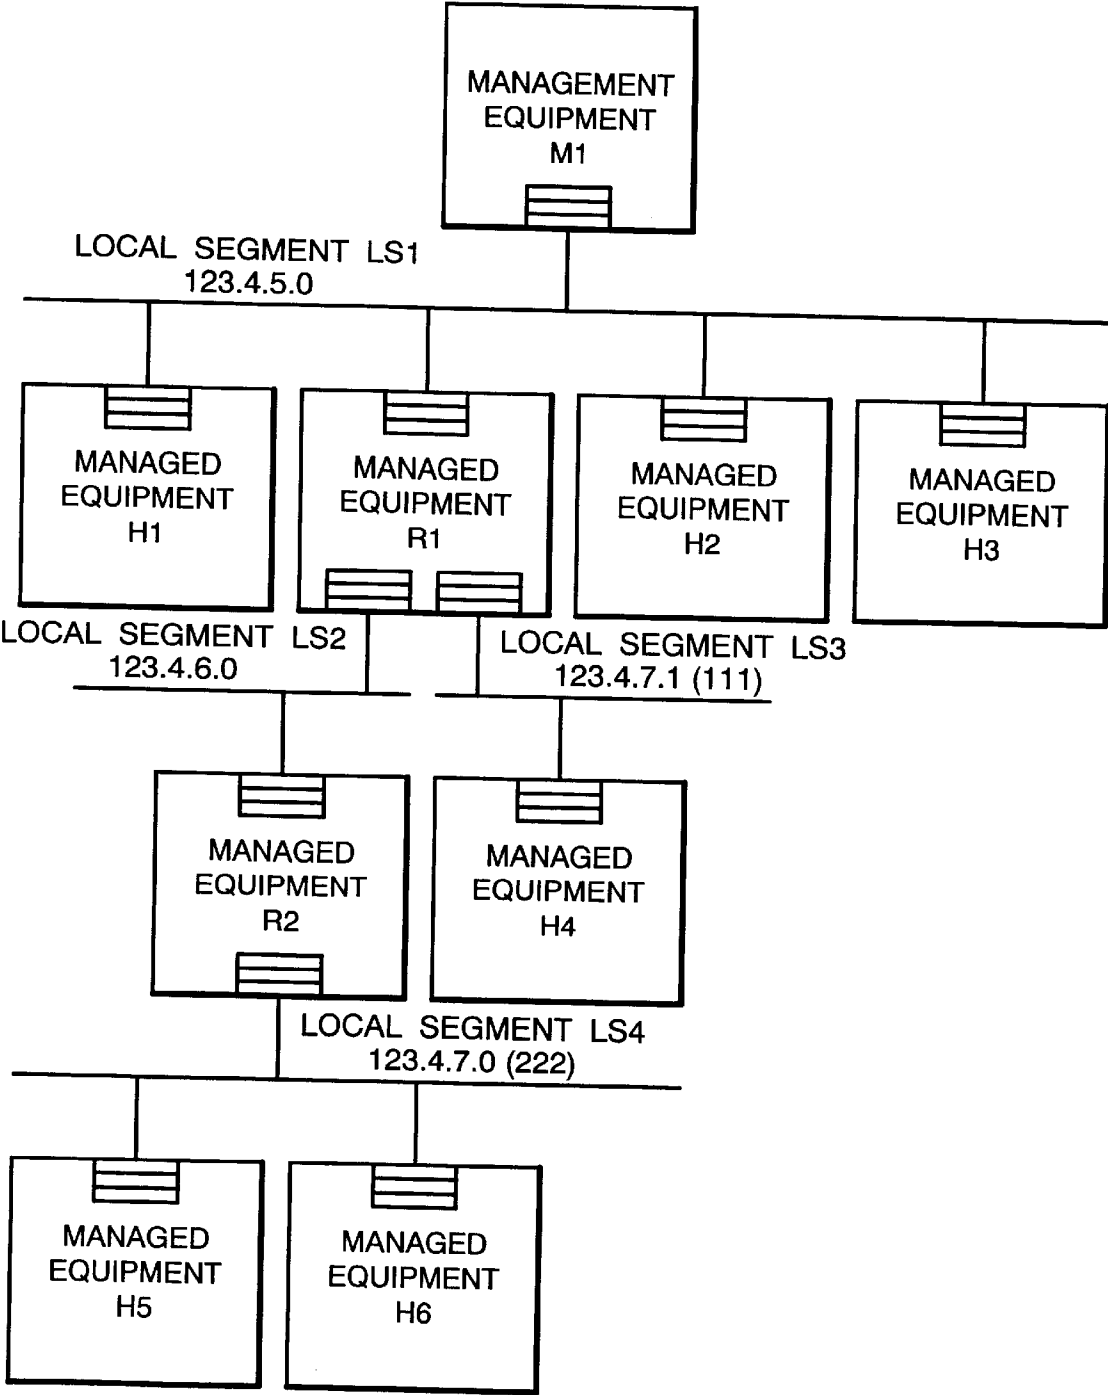 MANAGEMENT
EQUIPMENT
M1
LOCAL SEGMENT LS1
123.4.5.0
MANAGED
EQUIPMENT
H1
MANAGED
EQUIPMENT
R1
MANAGED
EQUIPMENT
H2
MANAGED
EQUIPMENT
H3
LOCAL SEGMENT LS2
123.4.6.0
LOCAL SEGMENT LS3
123.4.7.1 (111)
MANAGED
EQUIPMENT
R2
MANAGED
EQUIPMENT
H4
LOCAL SEGMENT LS4
123.4.7.0 (222)
MANAGED
EQUIPMENT
H5
MANAGED
EQUIPMENT
H6